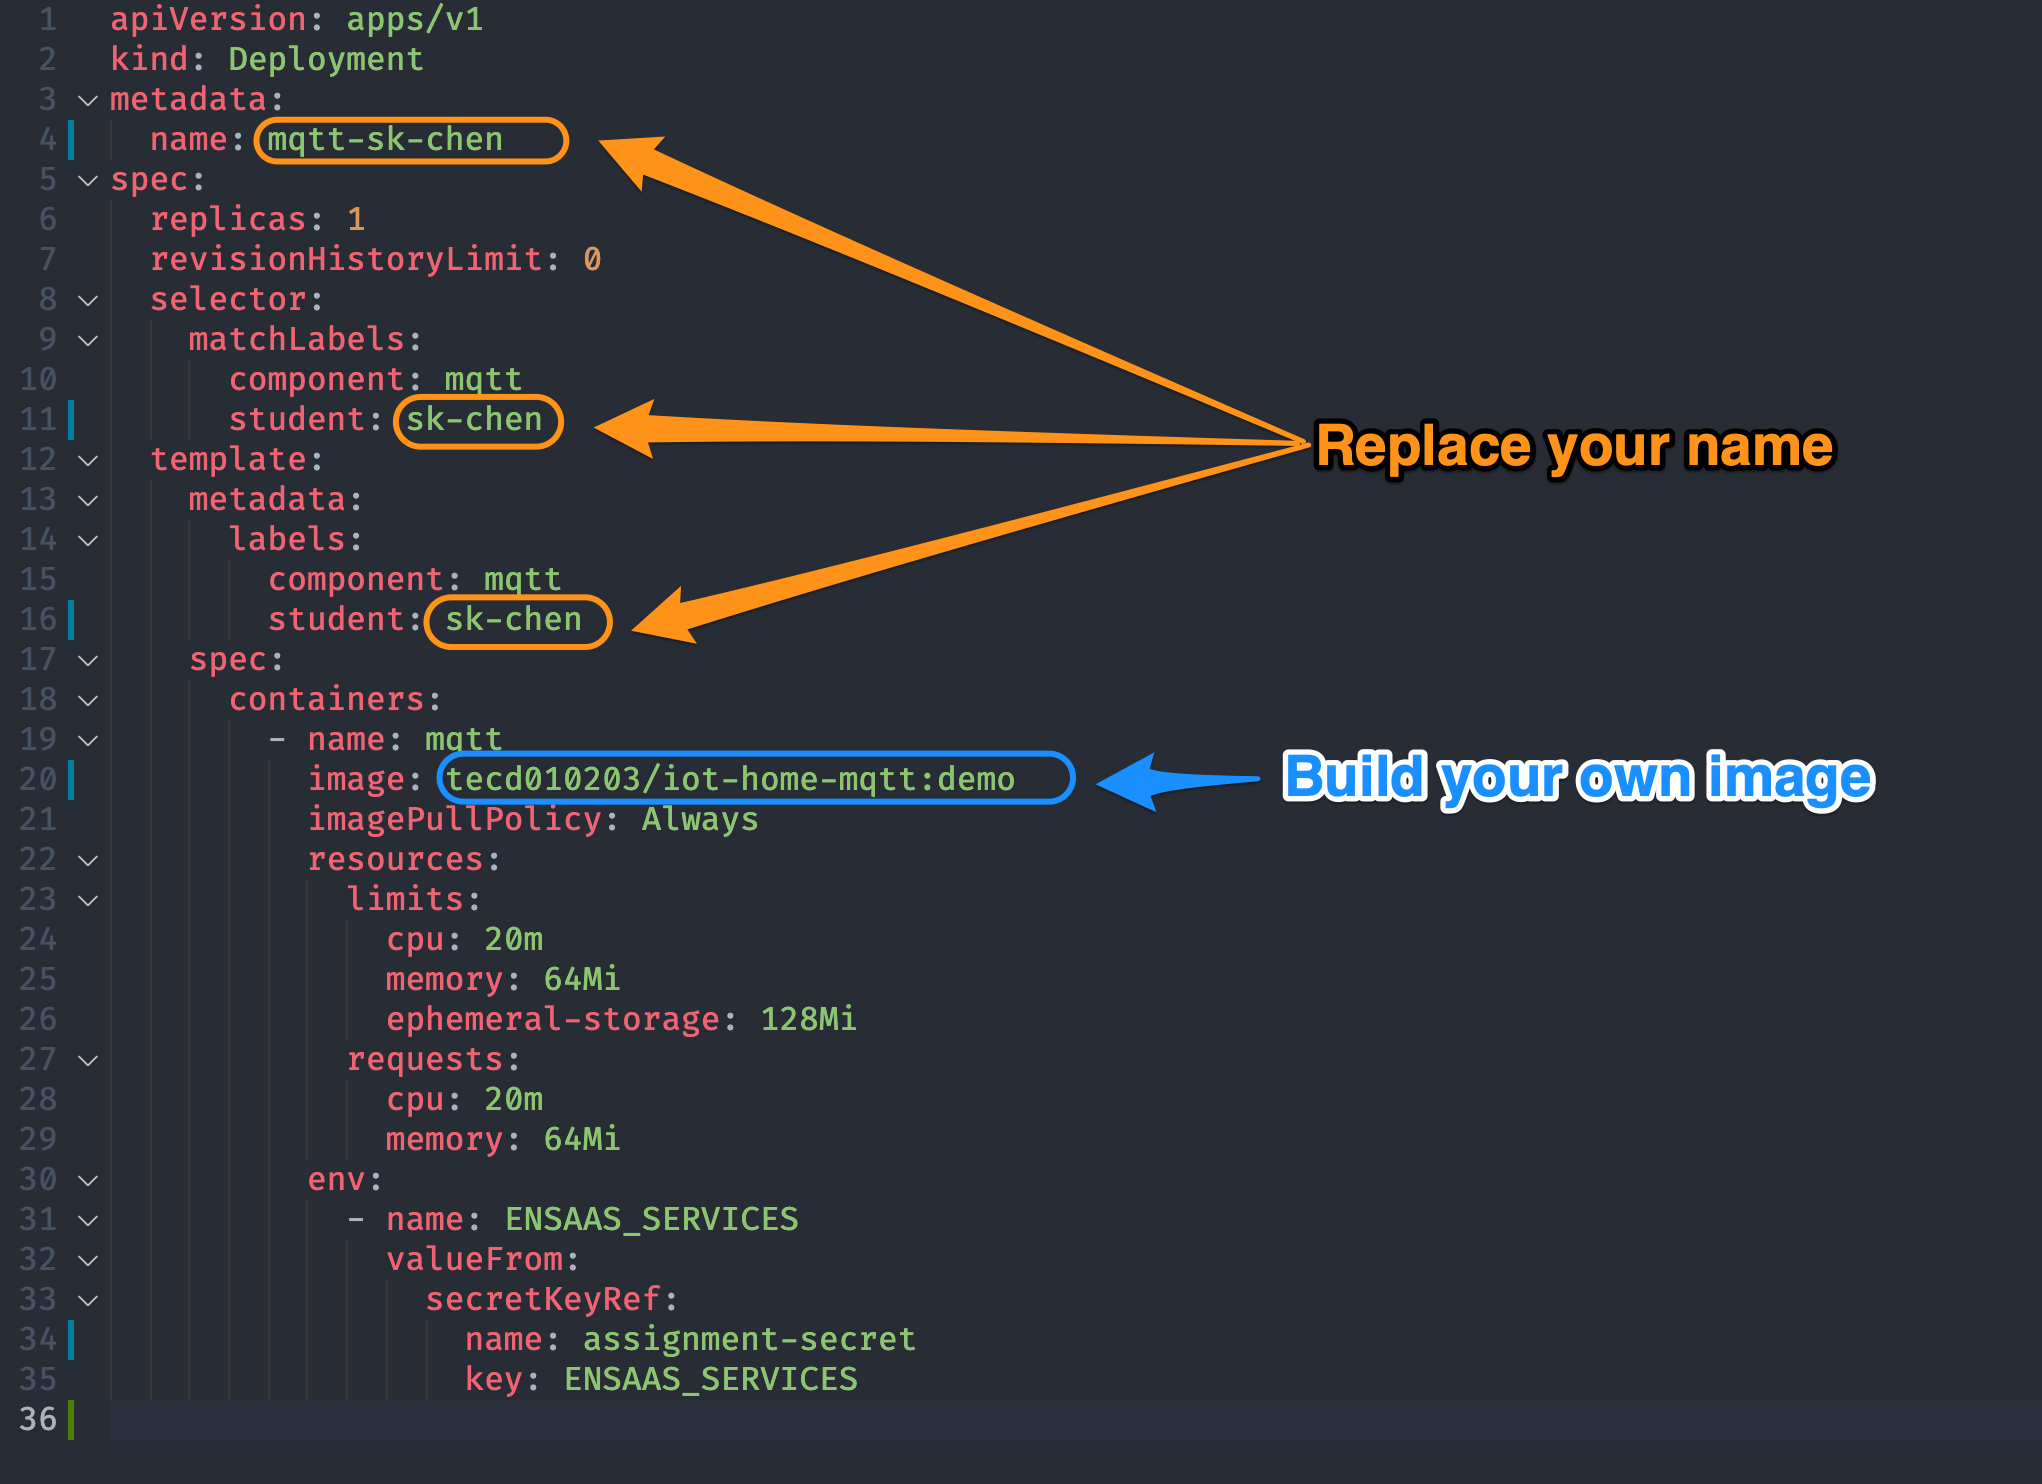 1 apiVersion: apps/v1
2 kind: Deployment
3 metadata:
4   name: mqtt-sk-chen
5 spec:
6   replicas: 1
7   revisionHistoryLimit: 0
8   selector:
9     matchLabels:
10       component: mqtt
11       student: sk-chen
Replace your name
12   template:
13     metadata:
14       labels:
15         component: mqtt
16         student: sk-chen
17     spec:
18       containers:
19         - name: mqtt
20           image: tecd010203/iot-home-mqtt:demo
Build your own image
21           imagePullPolicy: Always
22           resources:
23             limits:
24               cpu: 20m
25               memory: 64Mi
26               ephemeral-storage: 128Mi
27             requests:
28               cpu: 20m
29               memory: 64Mi
30           env:
31             - name: ENSAAS_SERVICES
32               valueFrom:
33                 secretKeyRef:
34                   name: assignment-secret
35                   key: ENSAAS_SERVICES
36